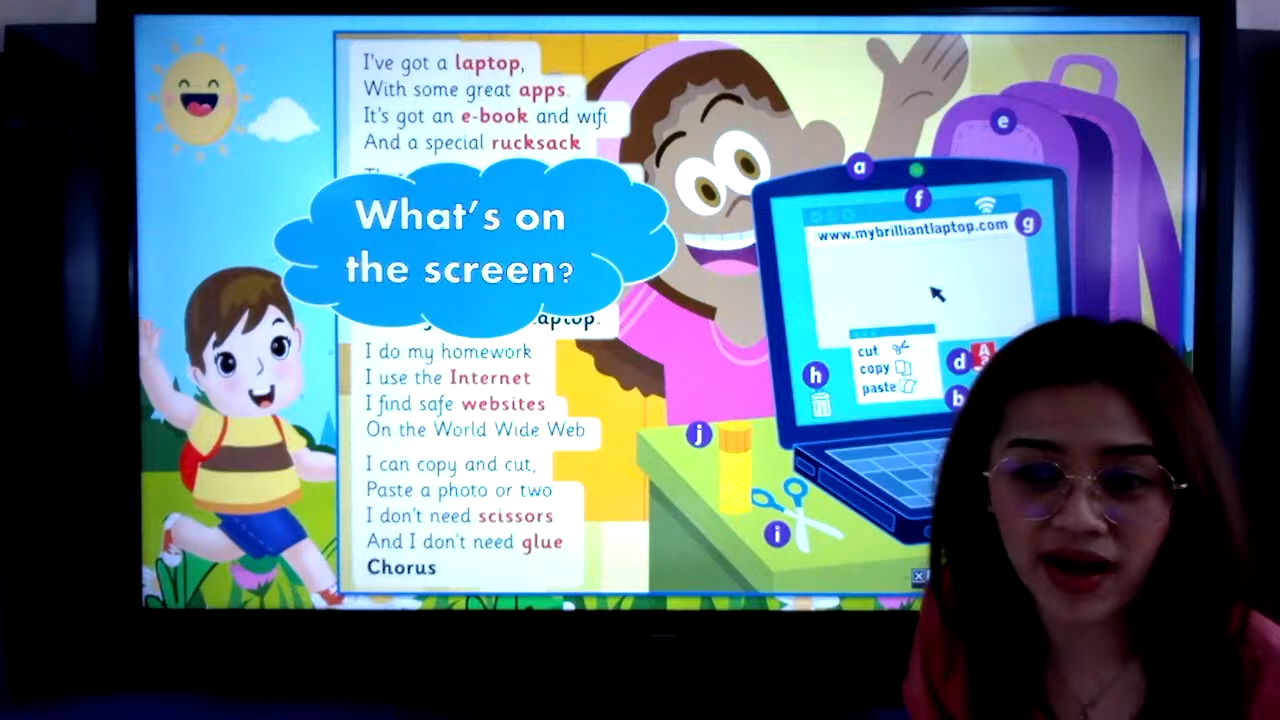 I've got a laptop,
With some great apps.
It's got an e-book and wifi
And a special rucksack
What's on
the screen?
laptop.
I do my homework
I use the Internet
I find safe websites
On the World Wide Web
I can copy and cut,
Paste a photo or two
I don't need scissors
And I don't need glue
Chorus
a
e
f
g
www.mybrilliantlaptop.com
cut
copy
paste
h
d
A
b
j
i